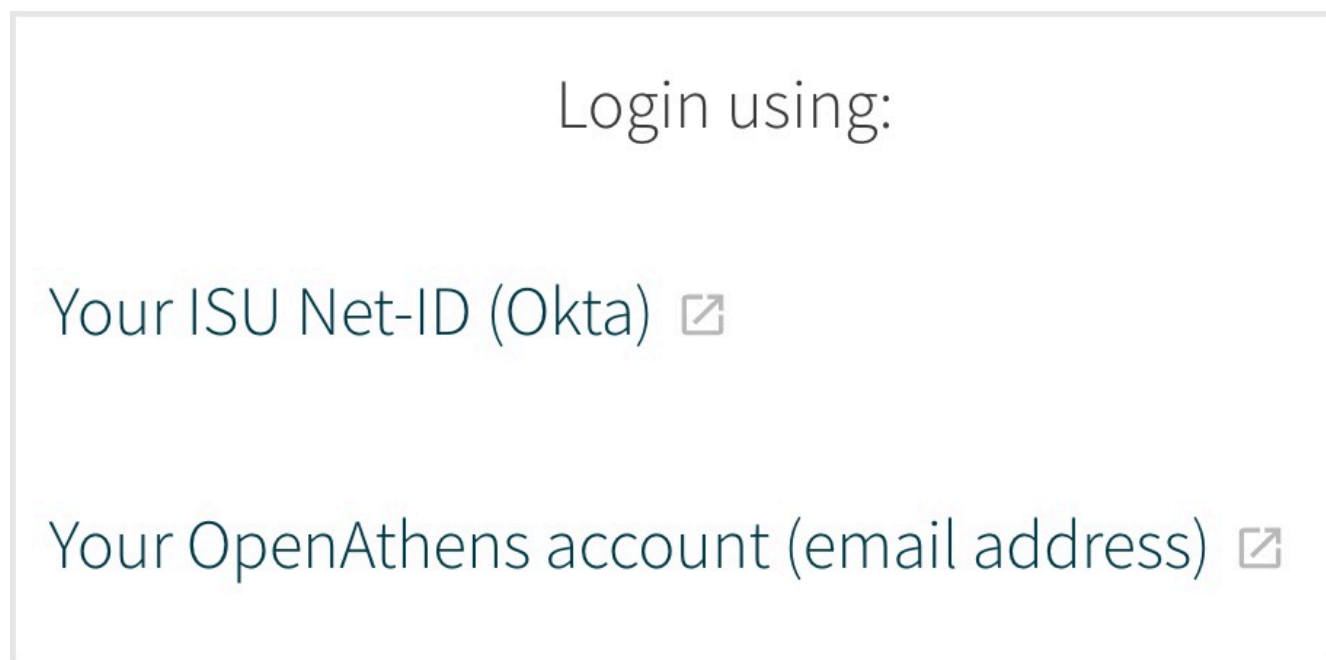 Login using:
Your ISU Net-ID (Okta)
Your OpenAthens account (email address)